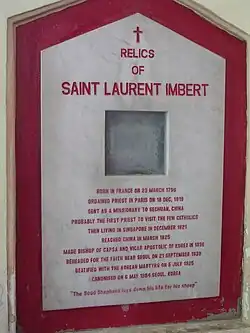 RELICS
OF
SAINT LAURENT IMBERT
BORN IN FRANCE ON 23 MARCH 1796
ORDAINED PRIEST IN PARIS ON 18 DEC. 1819
SENT AS A MISSIONARY TO SECHUAN, CHINA
PROBABLY THE FIRST PRIEST TO VISIT THE FEW CATHOLICS
THEN LIVING IN SINGAPORE IN DECEMBER 1821
REACHED CHINA IN MARCH 1825
MADE BISHOP OF CAPSA AND VICAR APOSTOLIC OF KOREA IN 1836
BEHEADED FOR THE FAITH NEAR SEOUL ON 21 SEPTEMBER 1839
BEATIFIED WITH THE KOREAN MARTYRS ON 5 JULY 1925
CANONISED ON 6 MAY 1984 SEOUL, KOREA
"The Good Shepherd lays down his life for his sheep"